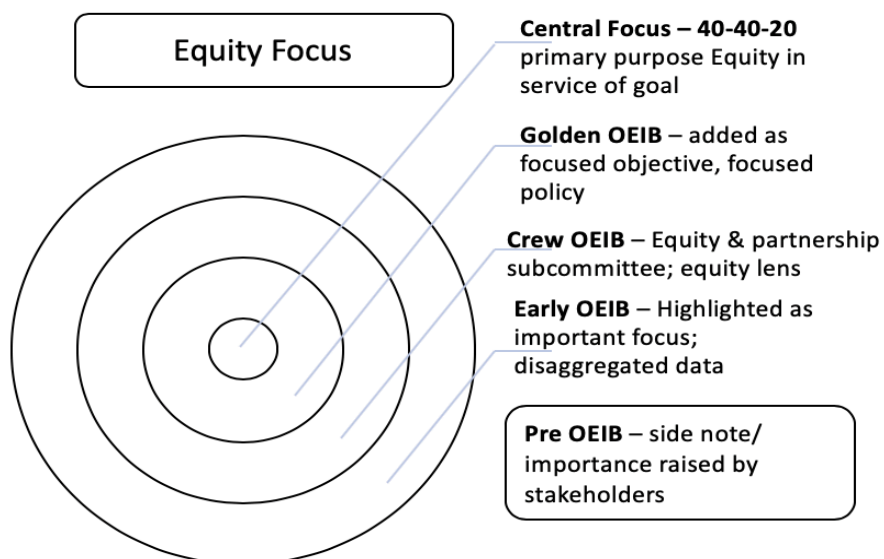 Equity Focus
Central Focus – 40-40-20
primary purpose Equity in
service of goal
Golden OEIB – added as
focused objective, focused
policy
Crew OEIB – Equity & partnership
subcommittee; equity lens
Early OEIB – Highlighted as
important focus;
disaggregated data
Pre OEIB – side note/
importance raised by
stakeholders